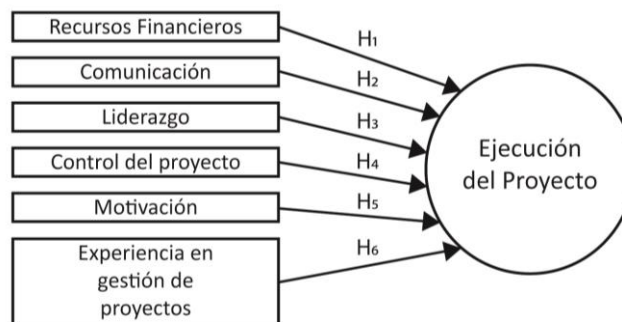 Recursos Financieros
H₁
Comunicación
H₂
Liderazgo
H₃
Control del proyecto
H₄
Motivación
H₅
Experiencia en
gestión de
proyectos
H₆
Ejecución
del Proyecto